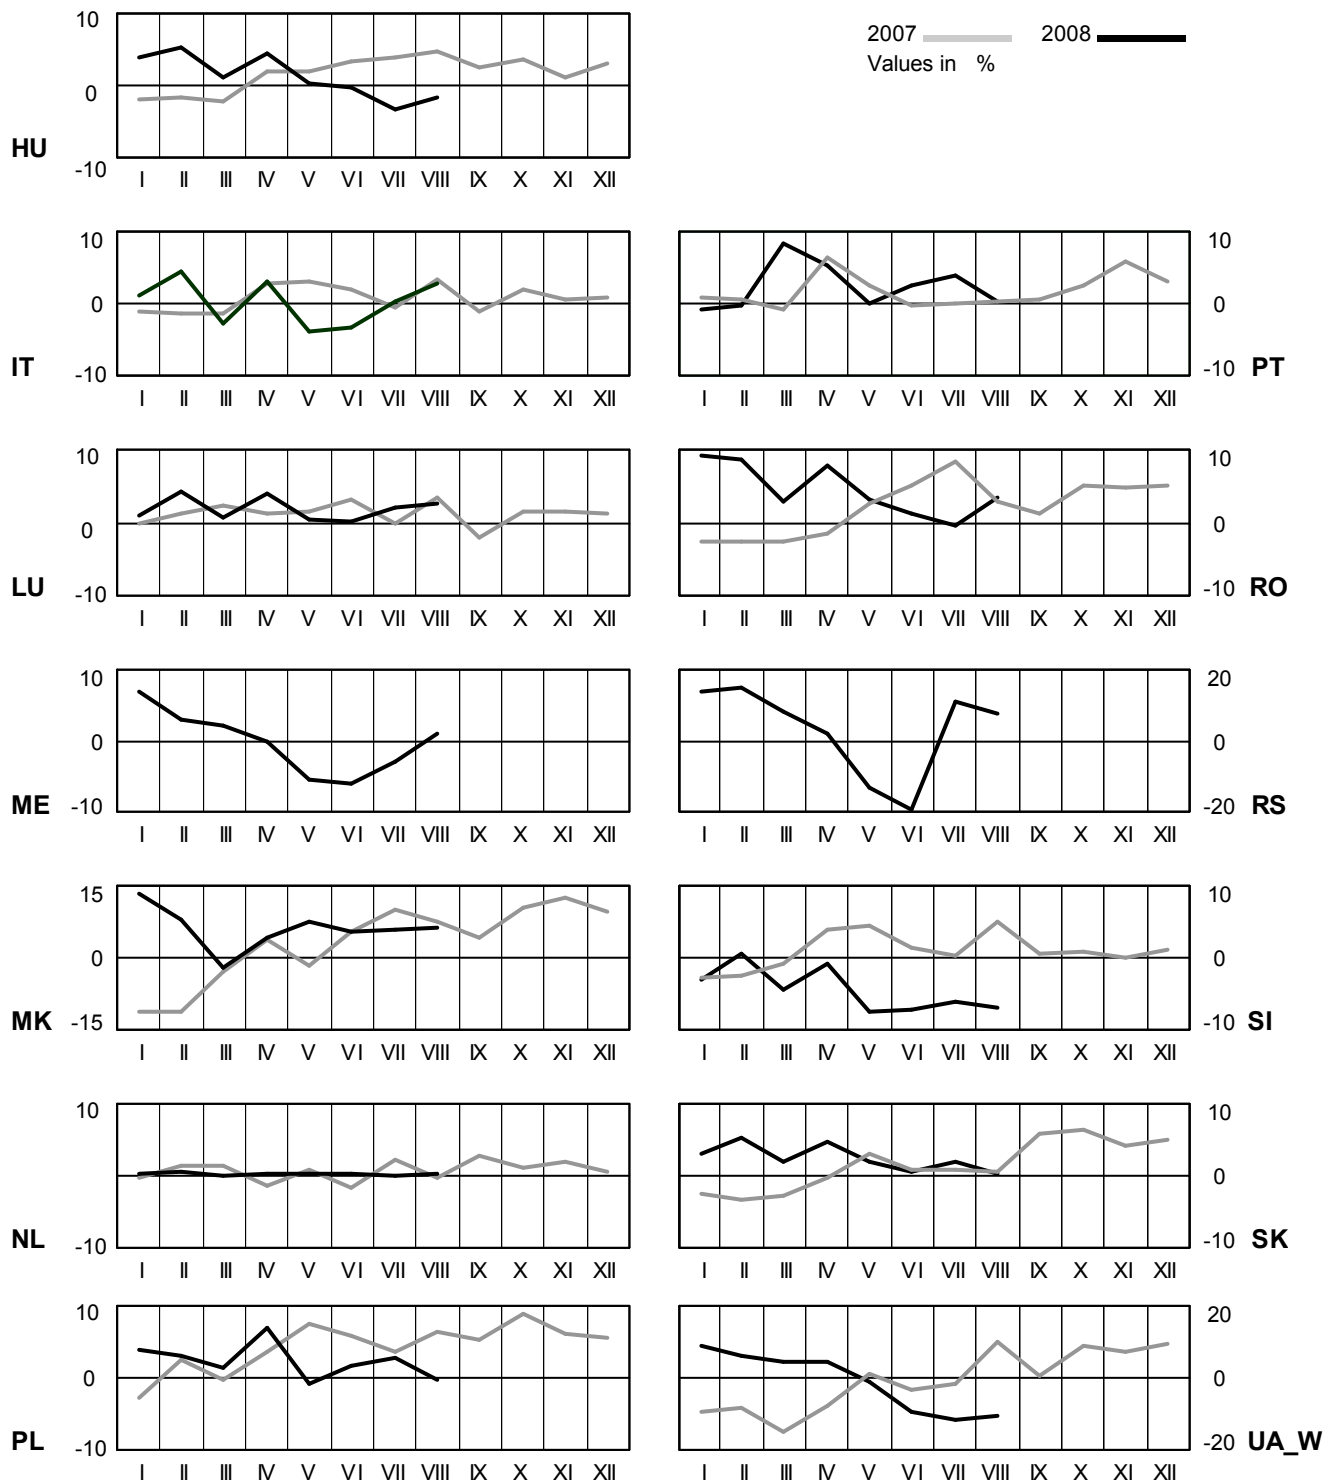 2007 2008
Values in %
10
0
HU -10
I II III IV V VI VII VIII IX X XI XII
10
0
IT -10
I II III IV V VI VII VIII IX X XI XII
10
0
-10 PT
I II III IV V VI VII VIII IX X XI XII
10
0
LU -10
I II III IV V VI VII VIII IX X XI XII
10
0
-10 RO
I II III IV V VI VII VIII IX X XI XII
10
0
ME -10
I II III IV V VI VII VIII IX X XI XII
20
0
-20 RS
I II III IV V VI VII VIII IX X XI XII
15
0
MK -15
I II III IV V VI VII VIII IX X XI XII
10
0
-10 SI
I II III IV V VI VII VIII IX X XI XII
10
0
NL -10
I II III IV V VI VII VIII IX X XI XII
10
0
-10 SK
I II III IV V VI VII VIII IX X XI XII
10
0
PL -10
I II III IV V VI VII VIII IX X XI XII
20
0
-20 UA_W
I II III IV V VI VII VIII IX X XI XII